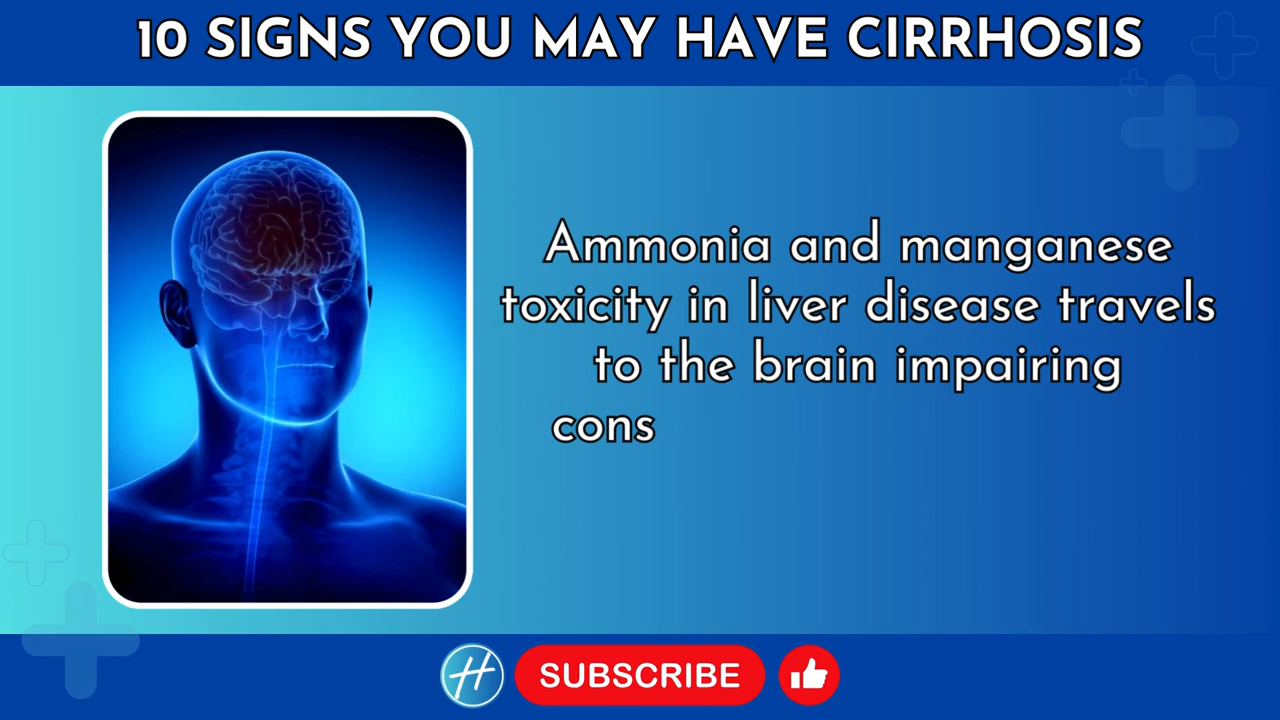 10 SIGNS YOU MAY HAVE CIRRHOSIS
Ammonia and manganese
toxicity in liver disease travels
to the brain impairing
cons
SUBSCRIBE